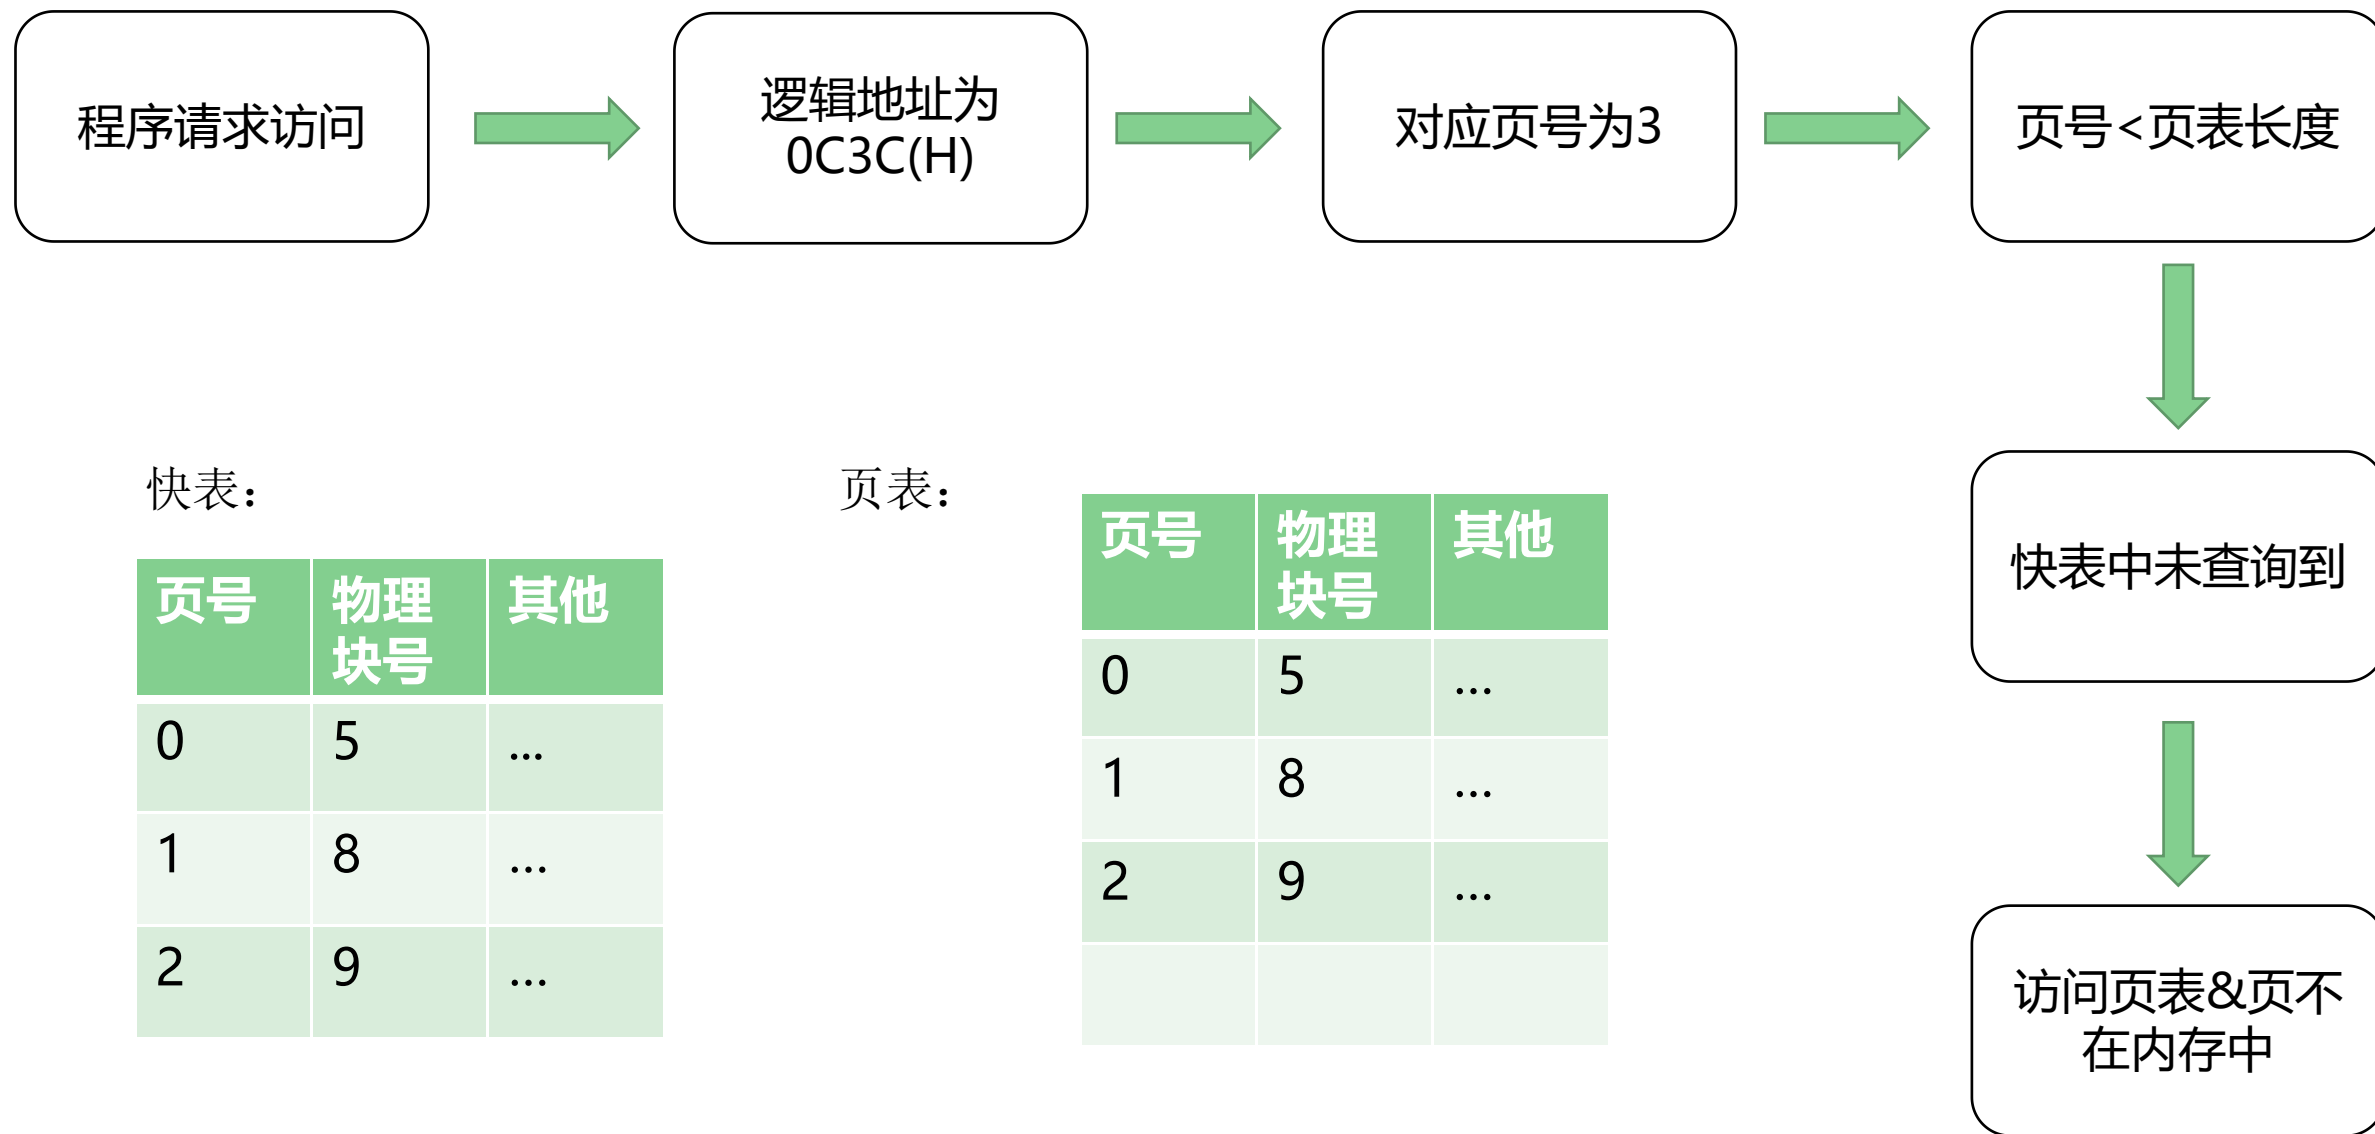 程序请求访问
逻辑地址为
0C3C(H)
对应页号为3
页号<页表长度
快表中未查询到
访问页表&页不
在内存中
快表：
页号 物理 其他
块号
0 5 ...
1 8 …
2 9 …
页表：
页号 物理 其他
块号
0 5 …
1 8 …
2 9 …